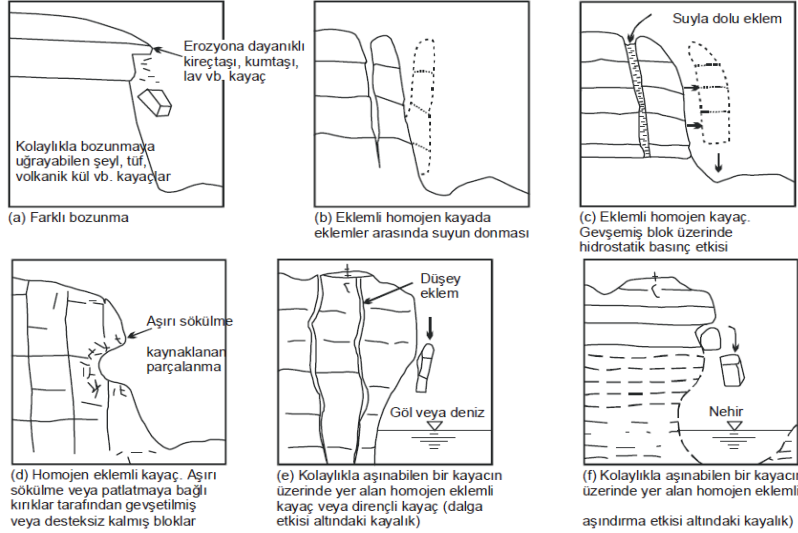 Erozyona dayanıklı
kireçtaşı, kumtaşı,
lav vb. kayaç
Kolaylıkla bozunmaya
uğrayabilen şeyl, tüf,
volkanik kül vb. kayaçlar
(a) Farklı bozunma
(b) Eklemli homojen kayada
eklemler arasında suyun donması
Suyla dolu eklem
(c) Eklemli homojen kayaç.
Gevşemiş blok üzerinde
hidrostatik basınç etkisi
Aşırı sökülme
kaynaklanan
parçalanma
(d) Homojen eklemli kayaç. Aşırı
sökülme veya patlatmaya bağlı
kırıklar tarafından gevşetilmiş
veya desteksiz kalmış bloklar
Düşey
eklem
Göl veya deniz
(e) Kolaylıkla aşınabilen bir kayacın
üzerinde yer alan homojen eklemli
kayaç veya dirençli kayaç (dalga
etkisi altındaki kayalık)
Nehir
(f) Kolaylıkla aşınabilen bir kayacın
üzerinde yer alan homojen eklemli
aşındırma etkisi altındaki kayalık)